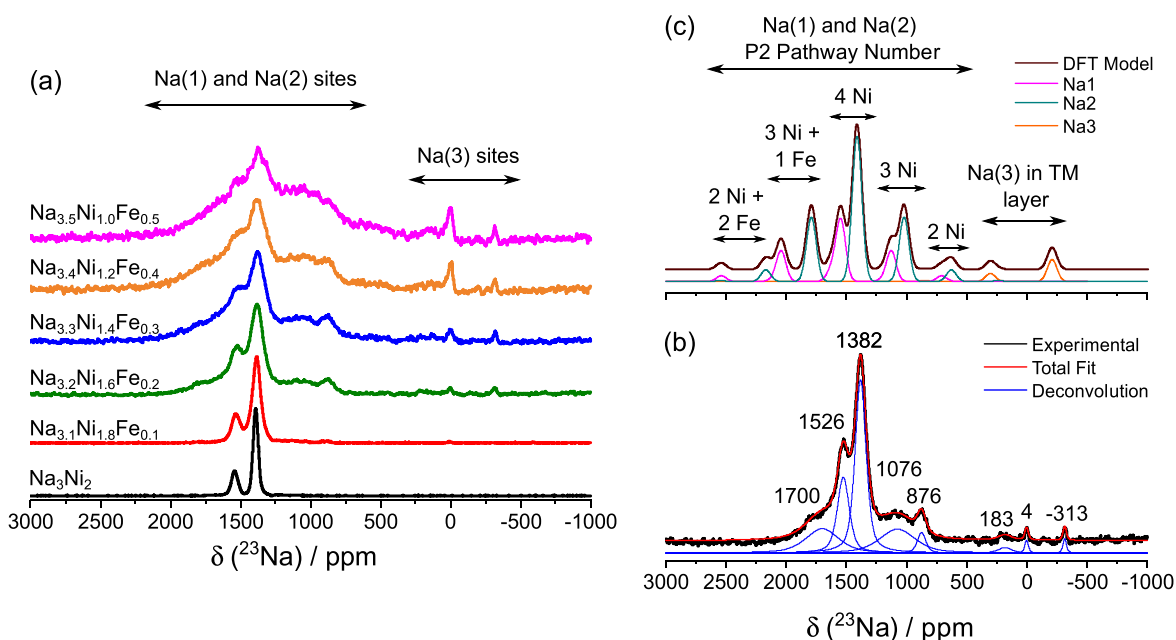 (a)
Na(1) and Na(2) sites
Na(3) sites
Na₃.₅Ni₁.₀Fe₀.₅
Na₃.₄Ni₁.₂Fe₀.₄
Na₃.₃Ni₁.₄Fe₀.₃
Na₃.₂Ni₁.₆Fe₀.₂
Na₃.₁Ni₁.₈Fe₀.₁
Na₃Ni₂
3000 2500 2000 1500 1000 500 0 -500 -1000
δ (²³Na) / ppm
(c)
Na(1) and Na(2)
P2 Pathway Number
DFT Model
Na1
Na2
Na3
4 Ni
3 Ni +
1 Fe
3 Ni
2 Ni +
2 Fe
2 Ni
Na(3) in TM
layer
(b)
Experimental
Total Fit
Deconvolution
1382
1526
1076
1700
876
183
4
-313
3000 2500 2000 1500 1000 500 0 -500 -1000
δ (²³Na) / ppm